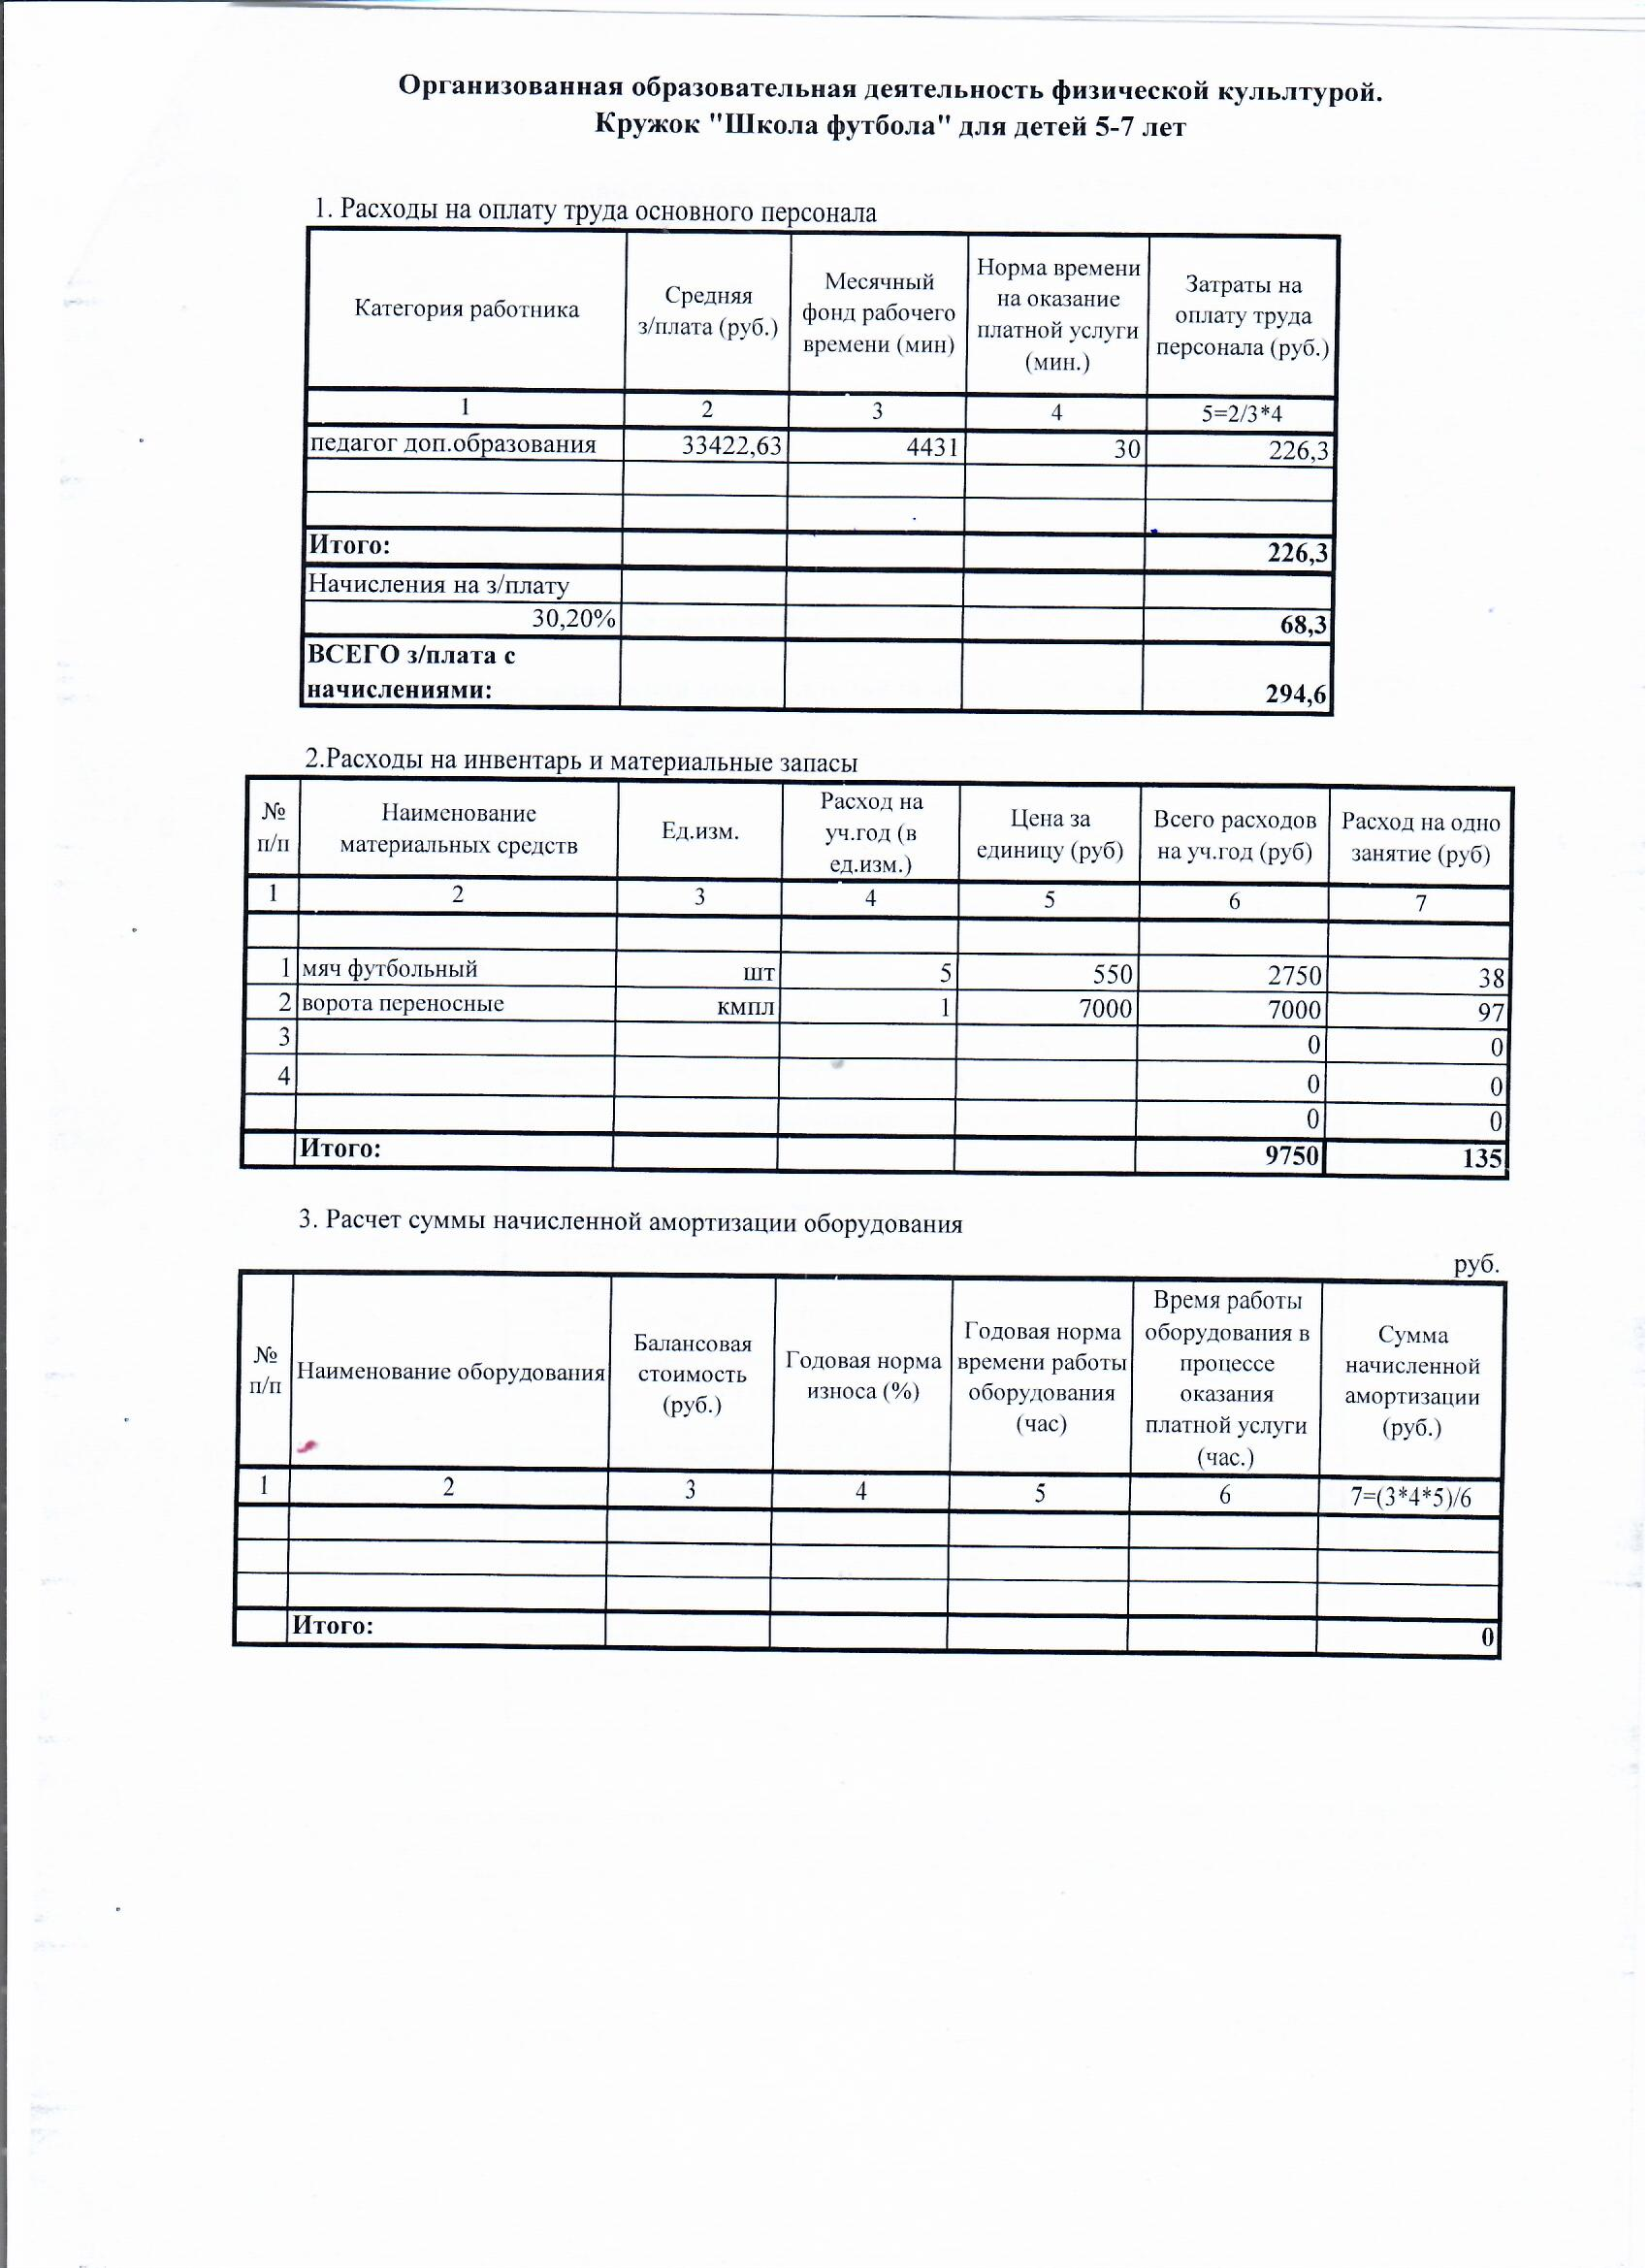 Организованная образовательная деятельность физической кульлтурой.
Кружок "Школа футбола" для детей 5-7 лет
1. Расходы на оплату труда основного персонала
Категория работника
Средняя
з/плата (руб.)
Месячный
фонд рабочего
времени (мин)
Норма времени
на оказание
платной услуги
(мин.)
Затраты на
оплату труда
персонала (руб.)
1 2 3 4 5=2/3*4
педагог доп.образования 33422,63 4431 30 226,3
Итого: 226,3
Начисления на з/плату
30,20% 68,3
ВСЕГО з/плата с
начислениями: 294,6
2.Расходы на инвентарь и материальные запасы
№
п/п
Наименование
материальных средств
Ед.изм.
Расход на
уч.год (в
ед.изм.)
Цена за
единицу (руб)
Всего расходов
на уч.год (руб)
Расход на одно
занятие (руб)
1 2 3 4 5 6 7
1 мяч футбольный шт 5 550 2750 38
2 ворота переносные кмпл 1 7000 7000 97
3 0 0
4 0 0
0 0
Итого: 9750 135
3. Расчет суммы начисленной амортизации оборудования
руб.
№
п/п
Наименование оборудования
Балансовая
стоимость
(руб.)
Годовая норма
износа (%)
Годовая норма
времени работы
оборудования
(час)
Время работы
оборудования в
процессе
оказания
платной услуги
(час.)
Сумма
начисленной
амортизации
(руб.)
1 2 3 4 5 6 7=(3*4*5)/6
Итого: 0